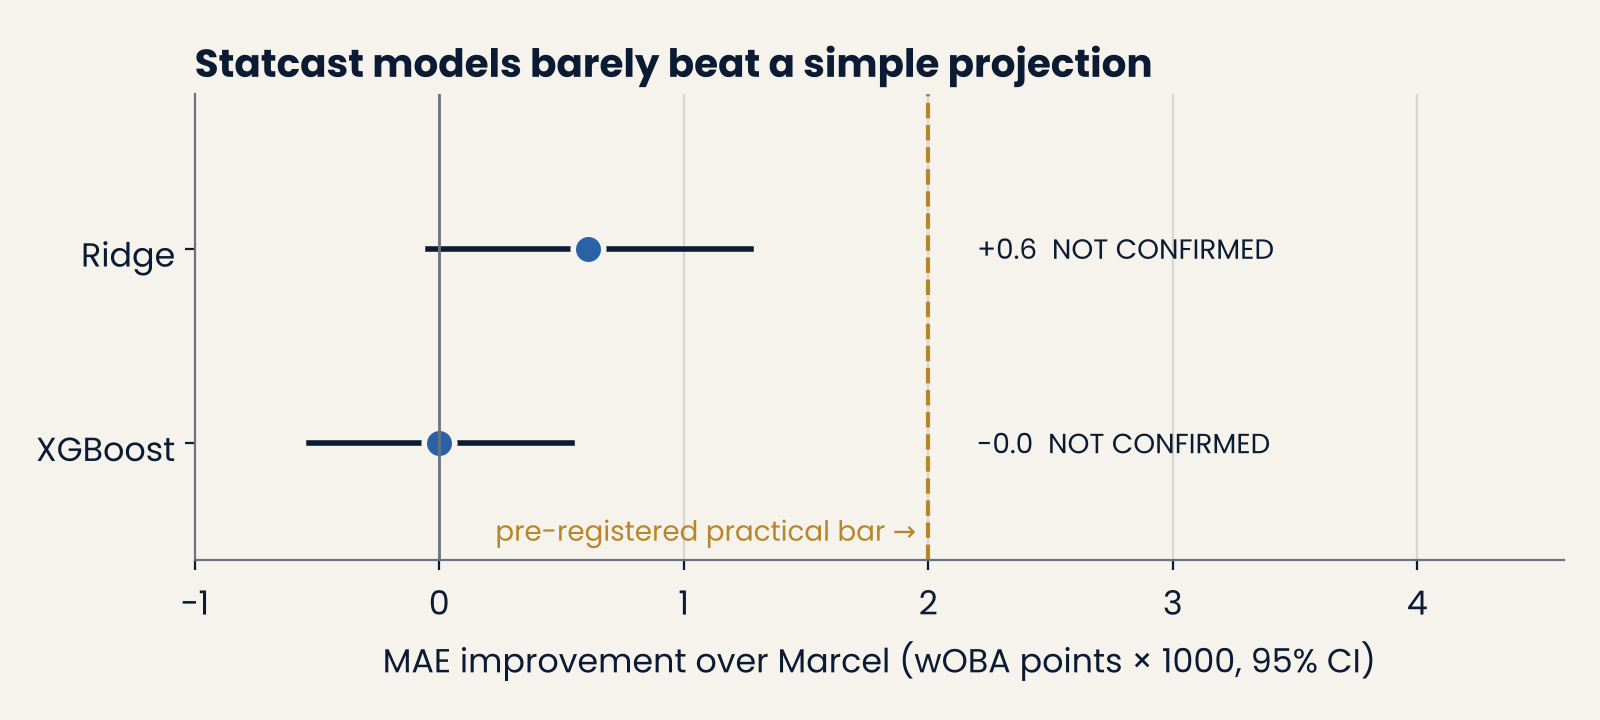 Statcast models barely beat a simple projection
Ridge
+0.6 NOT CONFIRMED
XGBoost
−0.0 NOT CONFIRMED
pre-registered practical bar →
−1 0 1 2 3 4
MAE improvement over Marcel (wOBA points × 1000, 95% CI)